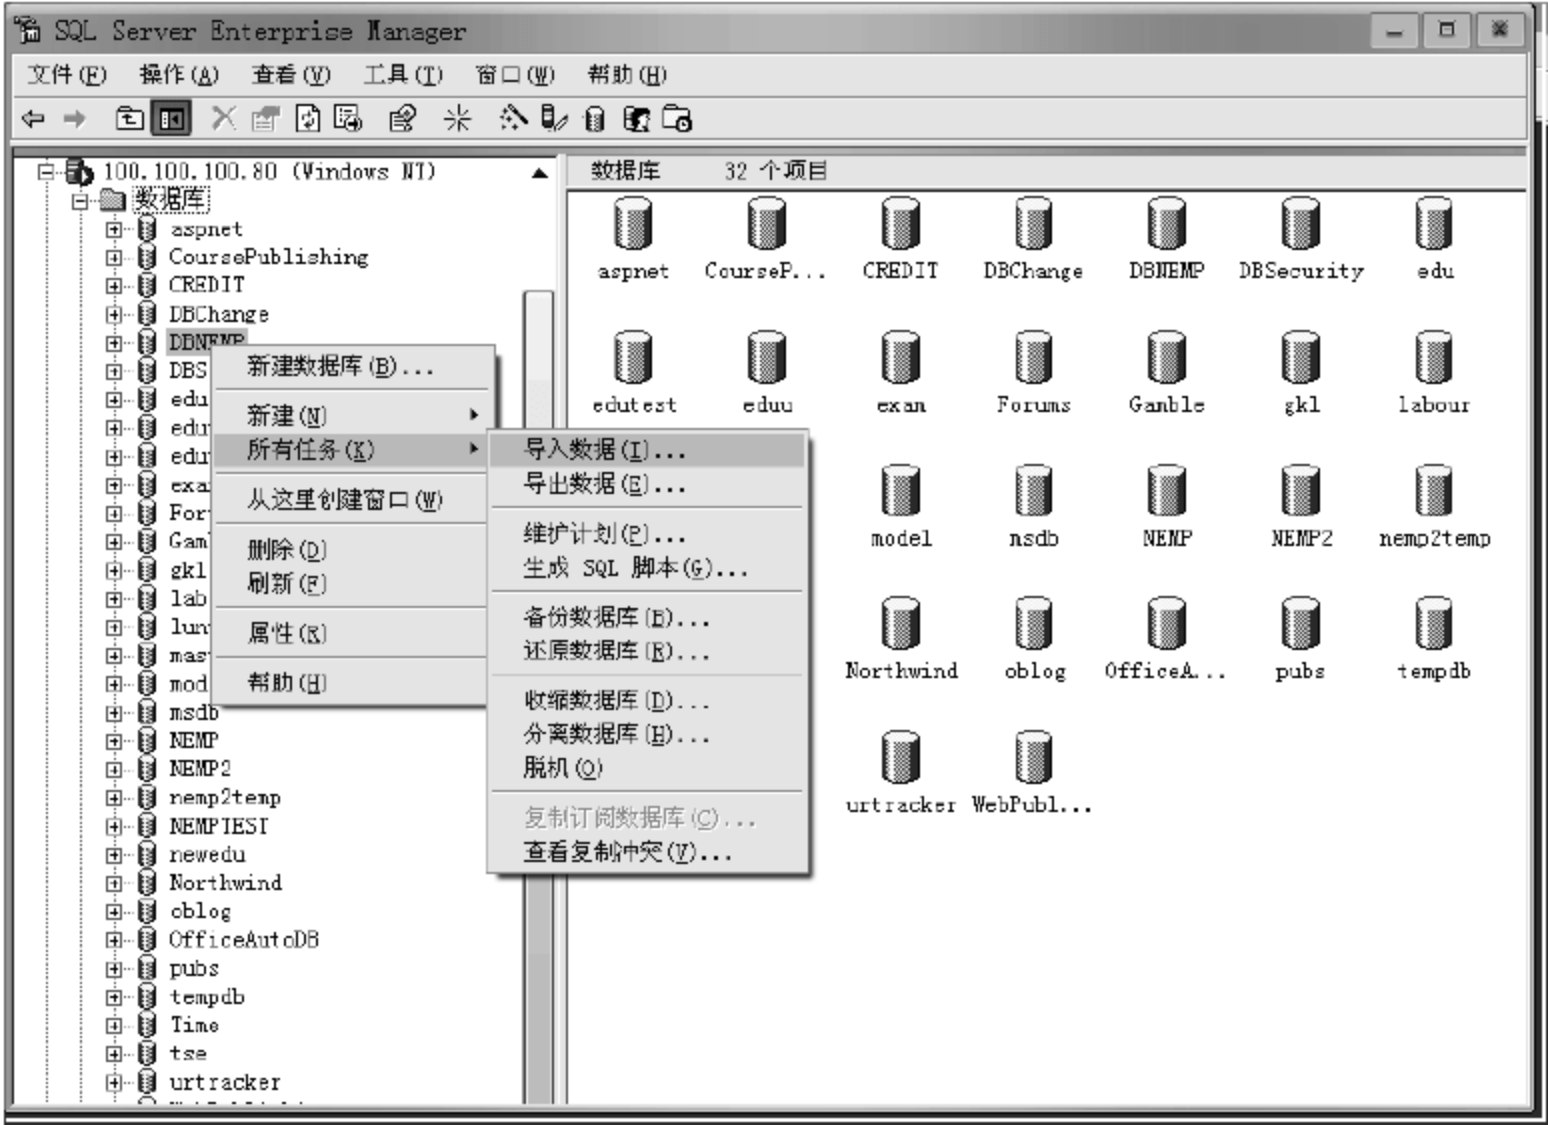 SQL Server Enterprise Manager
文件(F) 操作(A) 查看(V) 工具(T) 窗口(W) 帮助(H)
100.100.100.80 (Windows NT)
数据库
aspnet
CoursePublishing
CREDIT
DBChange
DBNEMP
DBS
edu
exa
For
Gam
gkl
lab
mas
mod
msdb
NEMP
NEMP2
nemp2temp
NEMPTEST
newedu
Northwind
oblog
OfficeAutoDB
pubs
tempdb
Time
tse
urtracker
新建数据库(B)...
新建(N)
所有任务(K)
从这里创建窗口(W)
删除(D)
刷新(F)
属性(R)
帮助(H)
导入数据(I)...
导出数据(E)...
维护计划(P)...
生成 SQL 脚本(G)...
备份数据库(B)...
还原数据库(R)...
收缩数据库(D)...
分离数据库(H)...
脱机(O)
复制订阅数据库(C)...
查看复制冲突(V)...
数据库 32 个项目
aspnet CourseP... CREDIT DBChange DBNEMP DBSecurity edu
edutest eduu exam Forums Gamble gkl labour
model msdb NEMP NEMP2 nemp2temp
Northwind oblog OfficeA... pubs tempdb
urtracker WebPubl...